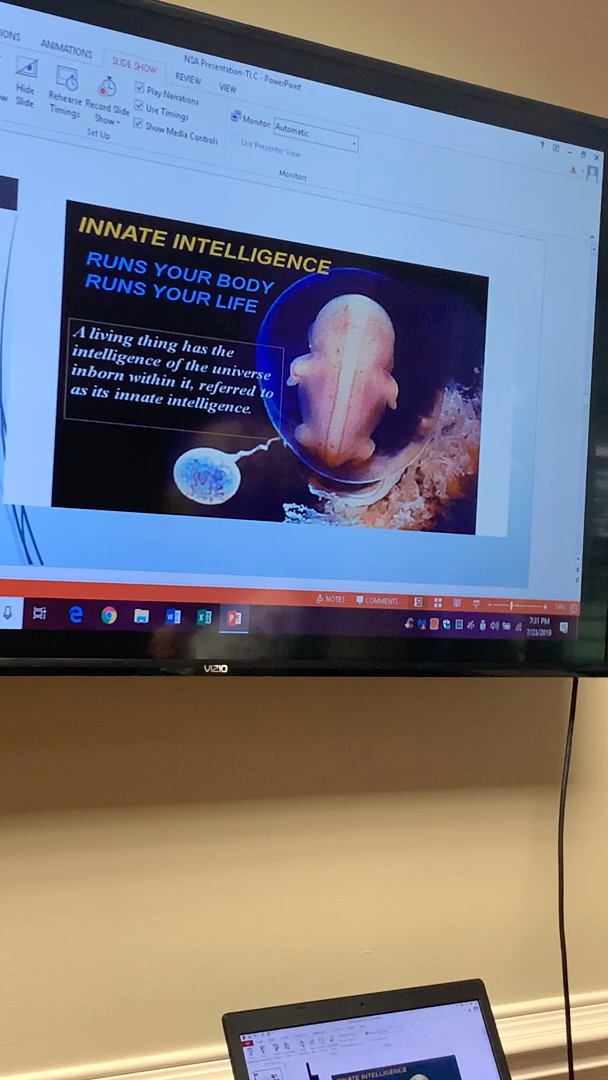 NSA Presentation-TLC - PowerPoint
ANIMATIONS SLIDE SHOW REVIEW VIEW
Hide Slide
Rehearse Timings
Record Slide Show
Play Narrations
Use Timings
Show Media Controls
Set Up
Monitor: Automatic
Use Presenter View
Monitors
INNATE INTELLIGENCE
RUNS YOUR BODY
RUNS YOUR LIFE
A living thing has the
intelligence of the universe
inborn within it, referred to
as its innate intelligence.
NOTES COMMENTS
7:31 PM
7/23/2019
VIZIO
INNATE INTELLIGENCE